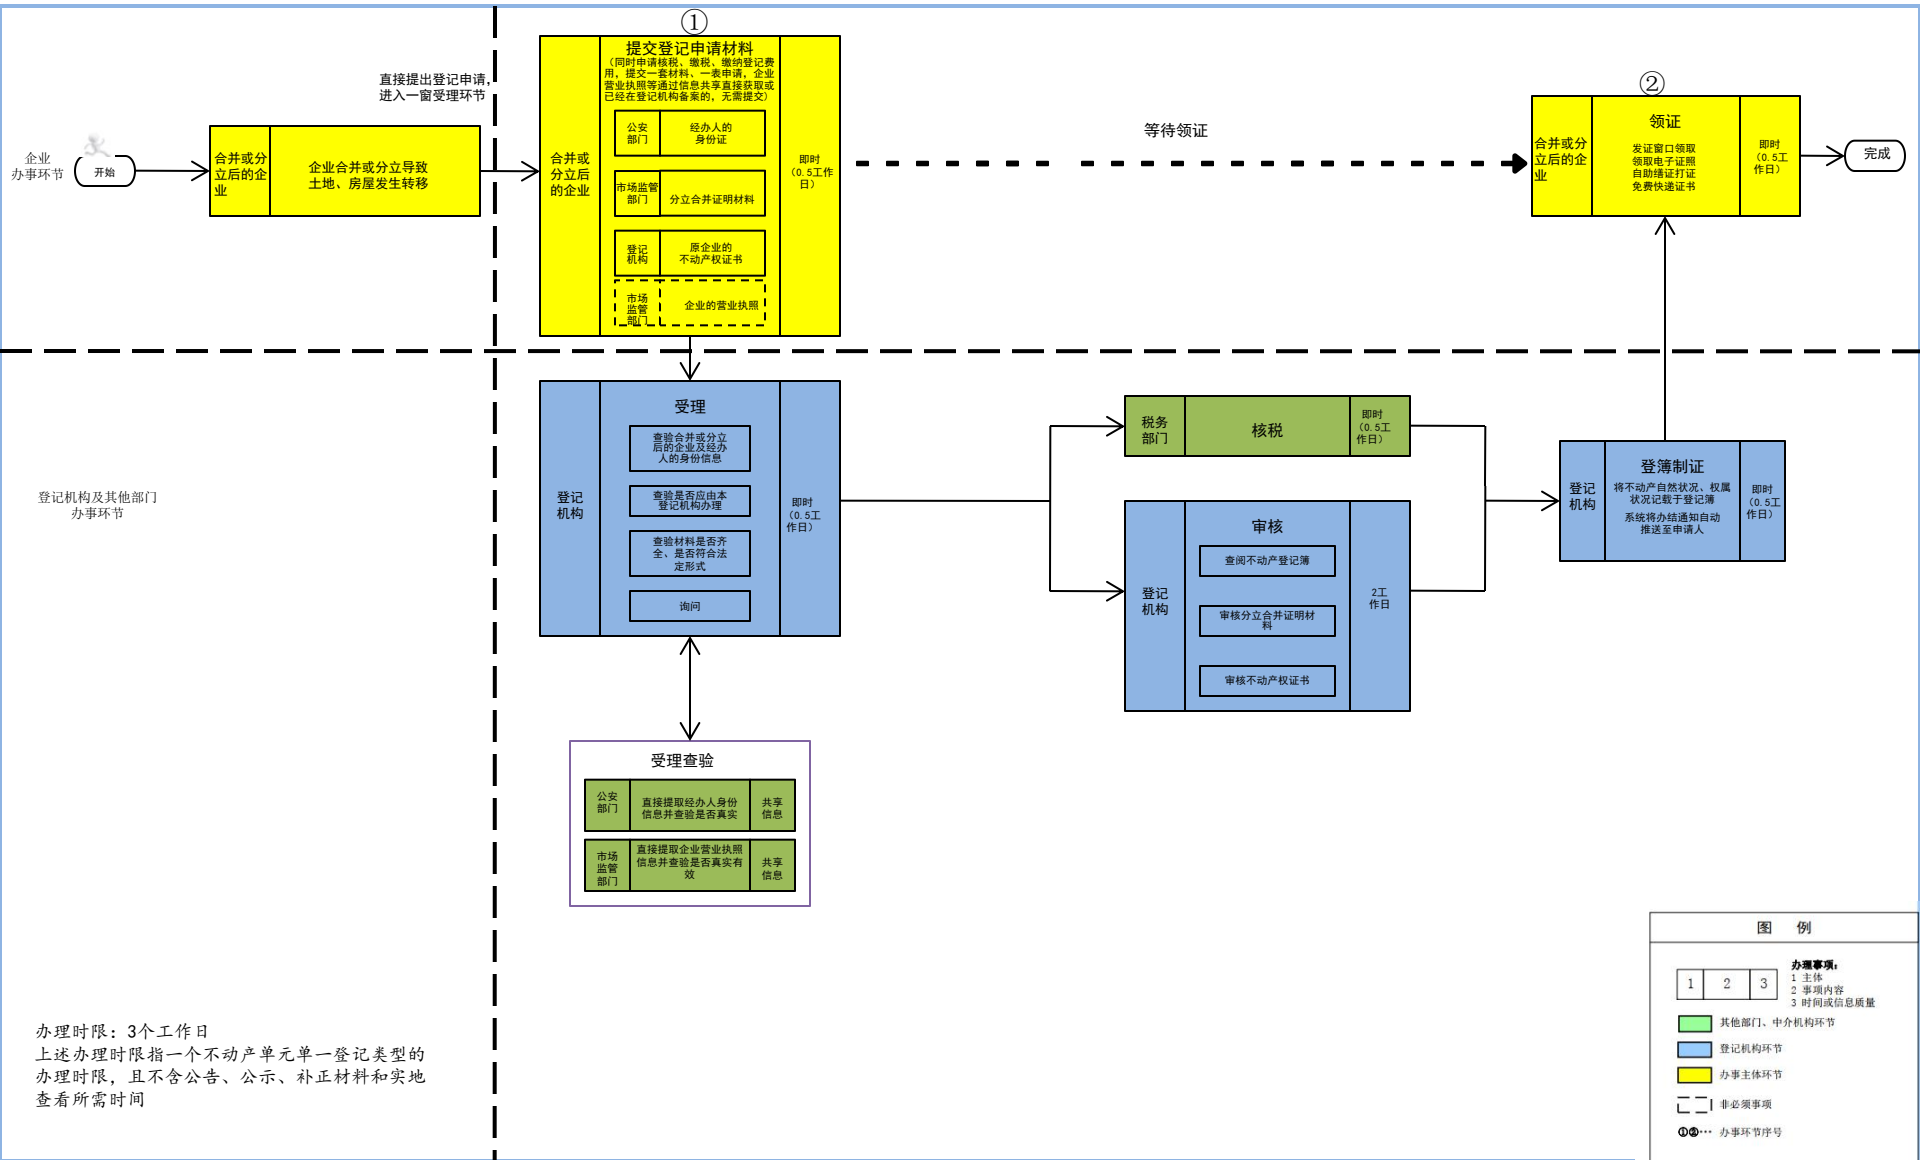 企业
办事环节
开始
合并或分
立后的企
业
企业合并或分立导致
土地、房屋发生转移
直接提出登记申请，
进入一窗受理环节
①
合并或
分立后
的企业
提交登记申请材料
（同时申请核税、缴税、缴纳登记费
用，提交一套材料、一表申请，企业
营业执照等通过信息共享直接获取或
已经在登记机构备案的，无需提交）
公安
部门
经办人的
身份证
市场监管
部门
分立合并证明材料
登记
机构
原企业的
不动产权证书
市场
监管
部门
企业的营业执照
即时
（0.5工作
日）
等待领证
②
合并或分
立后的企
业
领证
发证窗口领取
领取电子证照
自助缮证打证
免费快递证书
即时
（0.5工
作日）
完成
登记机构及其他部门
办事环节
登记
机构
受理
查验合并或分立
后的企业及经办
人的身份信息
查验是否应由本
登记机构办理
查验材料是否齐
全、是否符合法
定形式
询问
即时
（0.5工
作日）
税务
部门
核税
即时
（0.5工
作日）
登记
机构
审核
查阅不动产登记簿
审核分立合并证明材
料
审核不动产权证书
2工
作日
登记
机构
登簿制证
将不动产自然状况、权属
状况记载于登记簿
系统将办结通知自动
推送至申请人
即时
（0.5工
作日）
受理查验
公安
部门
直接提取经办人身份
信息并查验是否真实
共享
信息
市场
监管
部门
直接提取企业营业执照
信息并查验是否真实有
效
共享
信息
办理时限：3个工作日
上述办理时限指一个不动产单元单一登记类型的
办理时限，且不含公告、公示、补正材料和实地
查看所需时间
图 例
1 2 3
办理事项：
1 主体
2 事项内容
3 时间或信息质量
其他部门、中介机构环节
登记机构环节
办事主体环节
非必须事项
①②… 办事环节序号